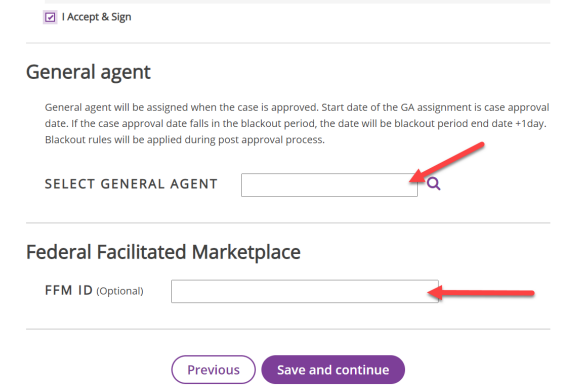 I Accept & Sign
General agent
General agent will be assigned when the case is approved. Start date of the GA assignment is case approval
date. If the case approval date falls in the blackout period, the date will be blackout period end date +1day.
Blackout rules will be applied during post approval process.
SELECT GENERAL AGENT
Federal Facilitated Marketplace
FFM ID (Optional)
Previous Save and continue